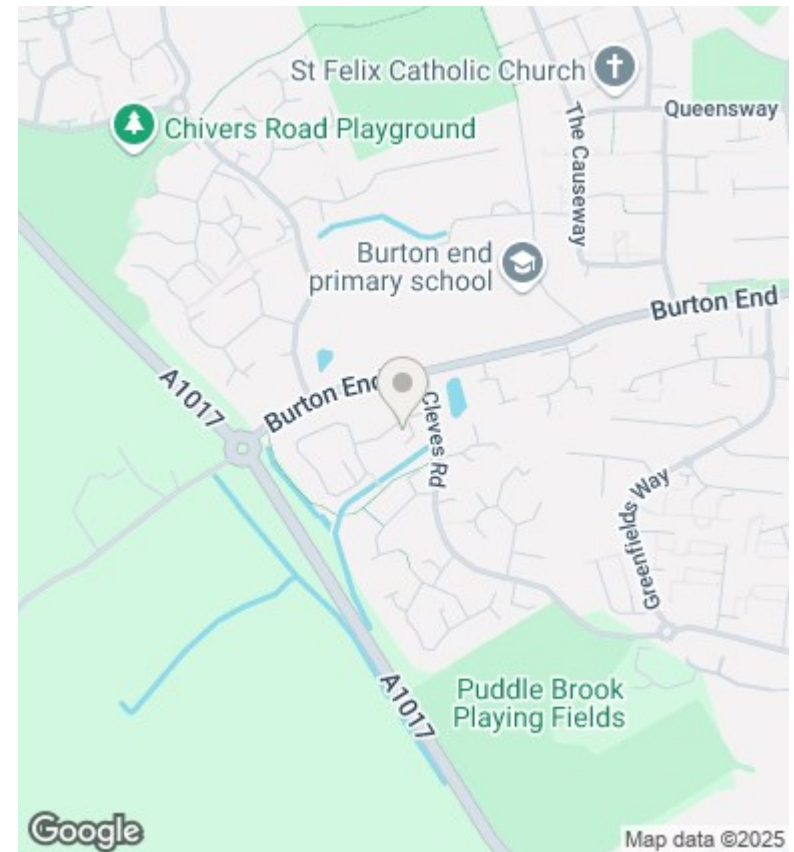 St Felix Catholic Church
Chivers Road Playground
Queensway
The Causeway
Burton end
primary school
Burton End
Burton End
A1017
Cleves Rd
Greenfields Way
A1017
Puddle Brook
Playing Fields
Google
Map data ©2025